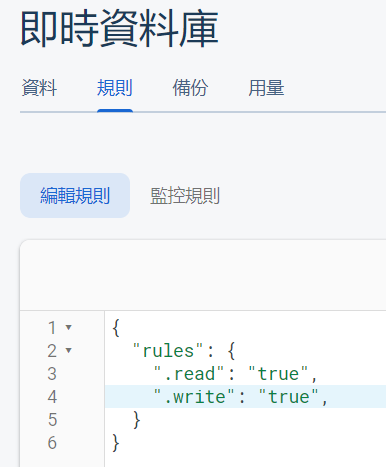 即時資料庫
資料 規則 備份 用量
編輯規則 監控規則
1 {
2 "rules": {
3 ".read": "true",
4 ".write": "true",
5 }
6 }